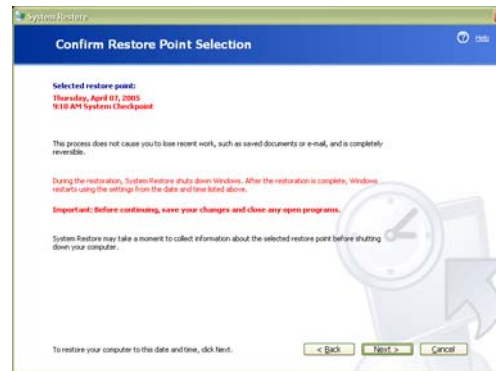 System Restore
Confirm Restore Point Selection
Help
Selected restore point:
Thursday, April 07, 2005
9:10 AM System Checkpoint
This process does not cause you to lose recent work, such as saved documents or e-mail, and is completely
reversible.
During the restoration, System Restore shuts down Windows. After the restoration is complete, Windows
restarts using the settings from the date and time listed above.
Important: Before continuing, save your changes and close any open programs.
System Restore may take a moment to collect information about the selected restore point before shutting
down your computer.
To restore your computer to this date and time, click Next.
< Back
Next >
Cancel